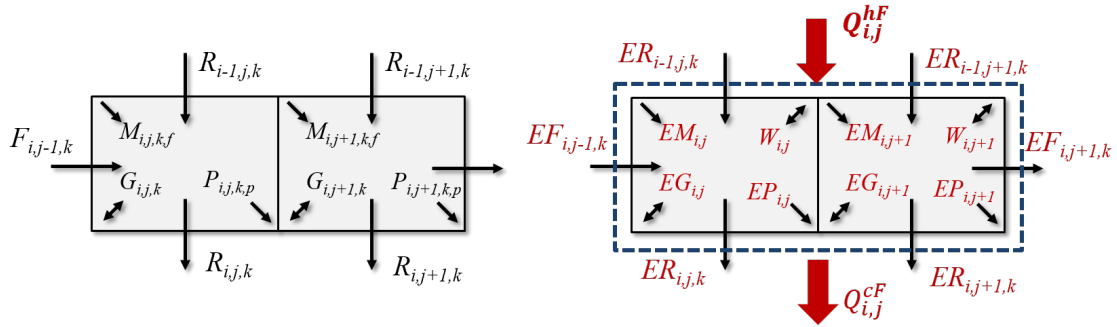 R_{i-1,j,k}
R_{i-1,j+1,k}
M_{i,j,k,f}
M_{i,j+1,k,f}
F_{i,j-1,k}
G_{i,j,k}
P_{i,j,k,p}
G_{i,j+1,k}
P_{i,j+1,k,p}
R_{i,j,k}
R_{i,j+1,k}
Q_{i,j}^{hF}
ER_{i-1,j,k}
ER_{i-1,j+1,k}
EM_{i,j}
W_{i,j}
EM_{i,j+1}
W_{i,j+1}
EF_{i,j-1,k}
EF_{i,j+1,k}
EG_{i,j}
EP_{i,j}
EG_{i,j+1}
EP_{i,j+1}
ER_{i,j,k}
ER_{i,j+1,k}
Q_{i,j}^{cF}